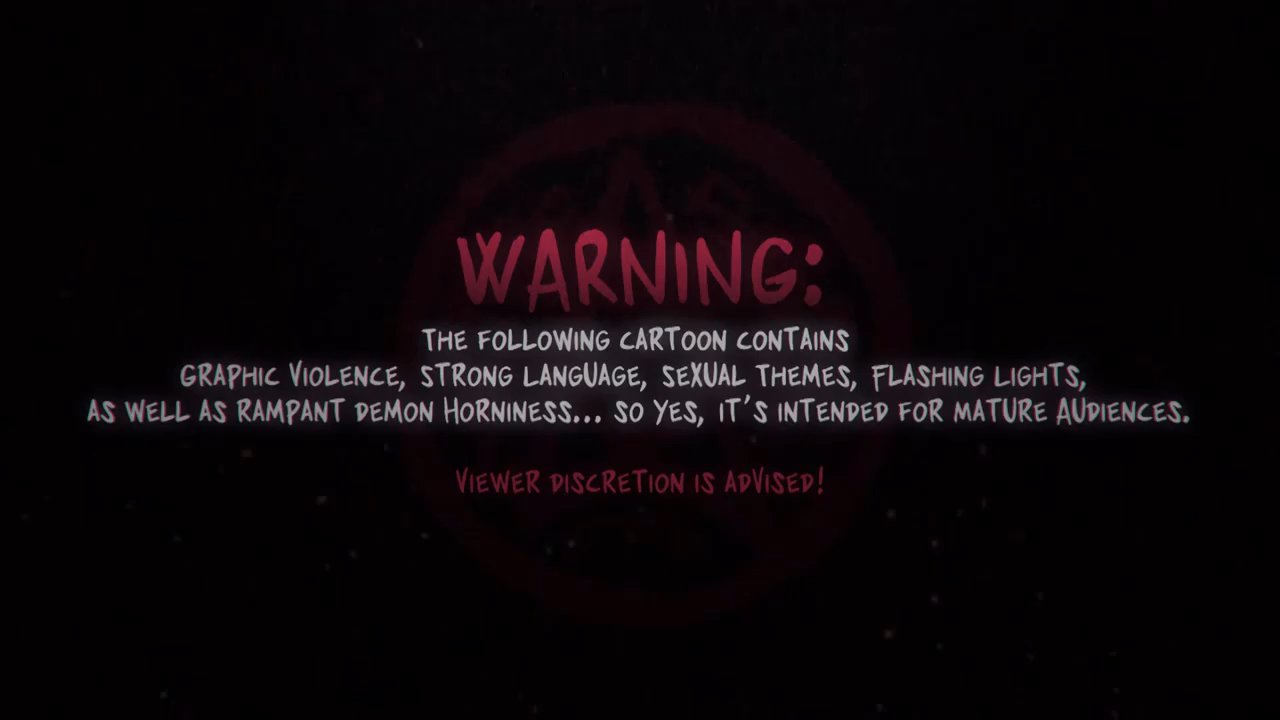 WARNING:
THE FOLLOWING CARTOON CONTAINS
GRAPHIC VIOLENCE, STRONG LANGUAGE, SEXUAL THEMES, FLASHING LIGHTS,
AS WELL AS RAMPANT DEMON HORNINESS... SO YES, IT'S INTENDED FOR MATURE AUDIENCES.
VIEWER DISCRETION IS ADVISED!